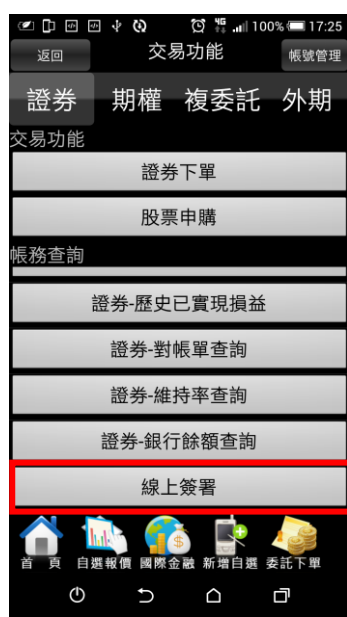 4G 100% 17:25
返回 交易功能 帳號管理
證券 期權 複委託 外期
交易功能
證券下單
股票申購
帳務查詢
證券-歷史已實現損益
證券-對帳單查詢
證券-維持率查詢
證券-銀行餘額查詢
線上簽署
首 頁 自選報價 國際金融 新增自選 委託下單